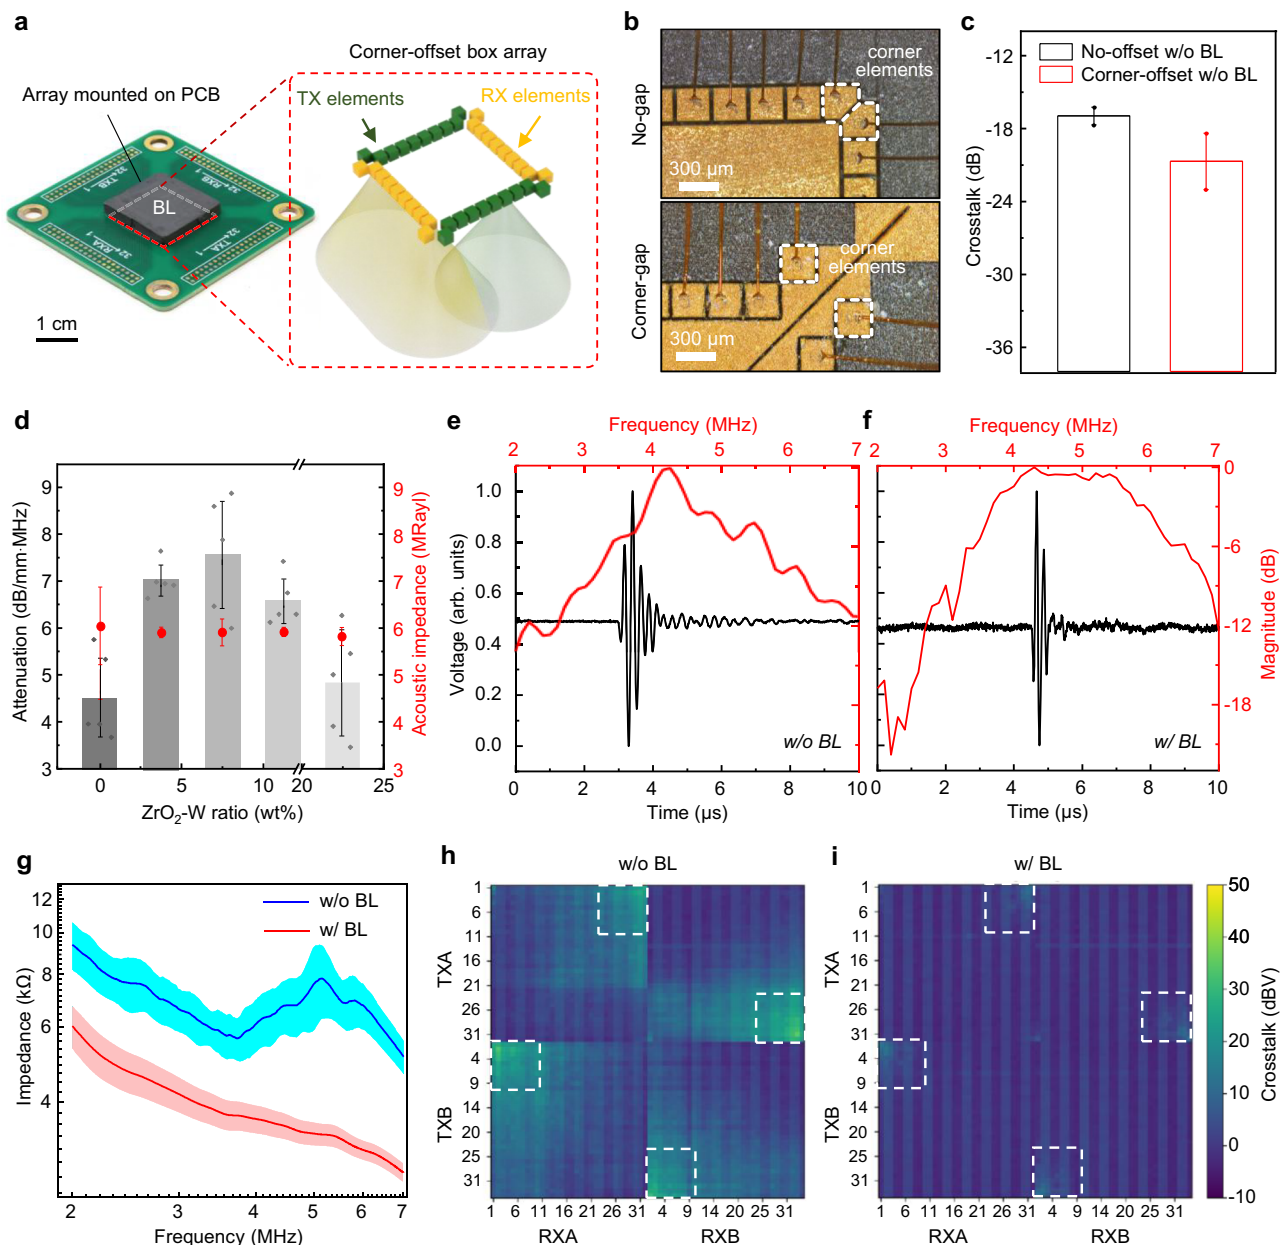 a
Corner-offset box array
Array mounted on PCB
TX elements
RX elements
BL
32←TXB→1
32←RXB→1
32←RXA→1
TXA→1
1 cm
b
No-gap
corner
elements
300 µm
Corner-gap
corner
elements
300 µm
c
Crosstalk (dB)
-12
-18
-24
-30
-36
No-offset w/o BL
Corner-offset w/o BL
d
Attenuation (dB/mm·MHz)
9
8
7
6
5
4
3
Acoustic impedance (MRayl)
9
8
7
6
5
4
3
0 5 10 20 25
ZrO₂-W ratio (wt%)
e
Frequency (MHz)
2 3 4 5 6 7
Voltage (arb. units)
1.0
0.8
0.6
0.4
0.2
0.0
w/o BL
0 2 4 6 8 10
Time (µs)
f
Frequency (MHz)
2 3 4 5 6 7
0
-6
-12
-18
Magnitude (dB)
w/ BL
0 2 4 6 8 10
Time (µs)
g
Impedance (kΩ)
12
10
8
6
4
w/o BL
w/ BL
2 3 4 5 6 7
Frequency (MHz)
h
w/o BL
TXA
1
6
11
16
21
26
31
TXB
4
9
14
20
25
31
1 6 11 16 21 26 31 4 9 14 20 25 31
RXA RXB
i
w/ BL
TXA
1
6
11
16
21
26
31
TXB
4
9
14
20
25
31
1 6 11 16 21 26 31 4 9 14 20 25 31
RXA RXB
50
40
30
20
10
0
-10
Crosstalk (dBV)